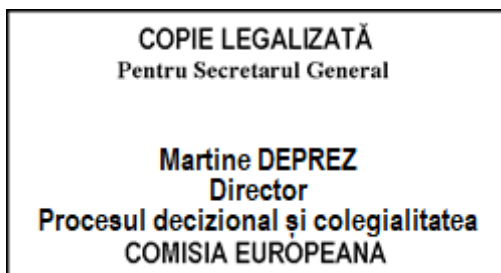 COPIE LEGALIZATĂ
Pentru Secretarul General
Martine DEPREZ
Director
Procesul decizional și colegialitatea
COMISIA EUROPEANA